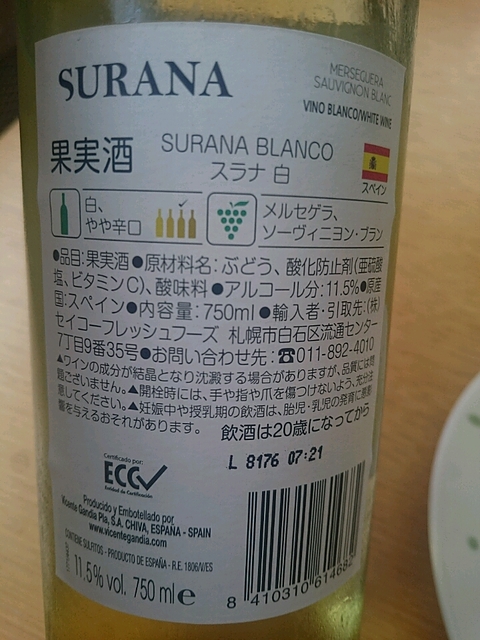 SURANA
MERSEGUERA
SAUVIGNON BLANC
VINO BLANCO/WHITE WINE
果実酒
SURANA BLANCO
スラナ 白
スペイン
白、
やや辛口
メルセゲラ、
ソーヴィニヨン・ブラン
●品目:果実酒●原材料名:ぶどう、酸化防止剤(亜硫酸
塩、ビタミンC)、酸味料●アルコール分:11.5%●原産
国:スペイン●内容量:750ml●輸入者・引取先:(株)
セイコーフレッシュフーズ 札幌市白石区流通センター
7丁目9番35号●お問い合わせ先:☎011-892-4010
▲ワインの成分が結晶となり沈澱する場合がありますが、品質には問
題ございません。▲開栓時には、手や指や爪を傷つけないよう、充分注
意してください。▲妊娠中や授乳期の飲酒は、胎児・乳児の発育に悪影
響を与えるおそれがあります。 飲酒は20歳になってから
L 8176 07:21
Certificado por:
ECC
Entidad de Certificación
Producido y Embotellado por
Vicente Gandia Pla, S.A. CHIVA, ESPAÑA - SPAIN
www.vicentegandia.com
CONTIENE SULFITOS - PRODUCTO DE ESPAÑA - R.E. 1806/V/ES
11.5% vol. 750 ml e
8 410310 61468